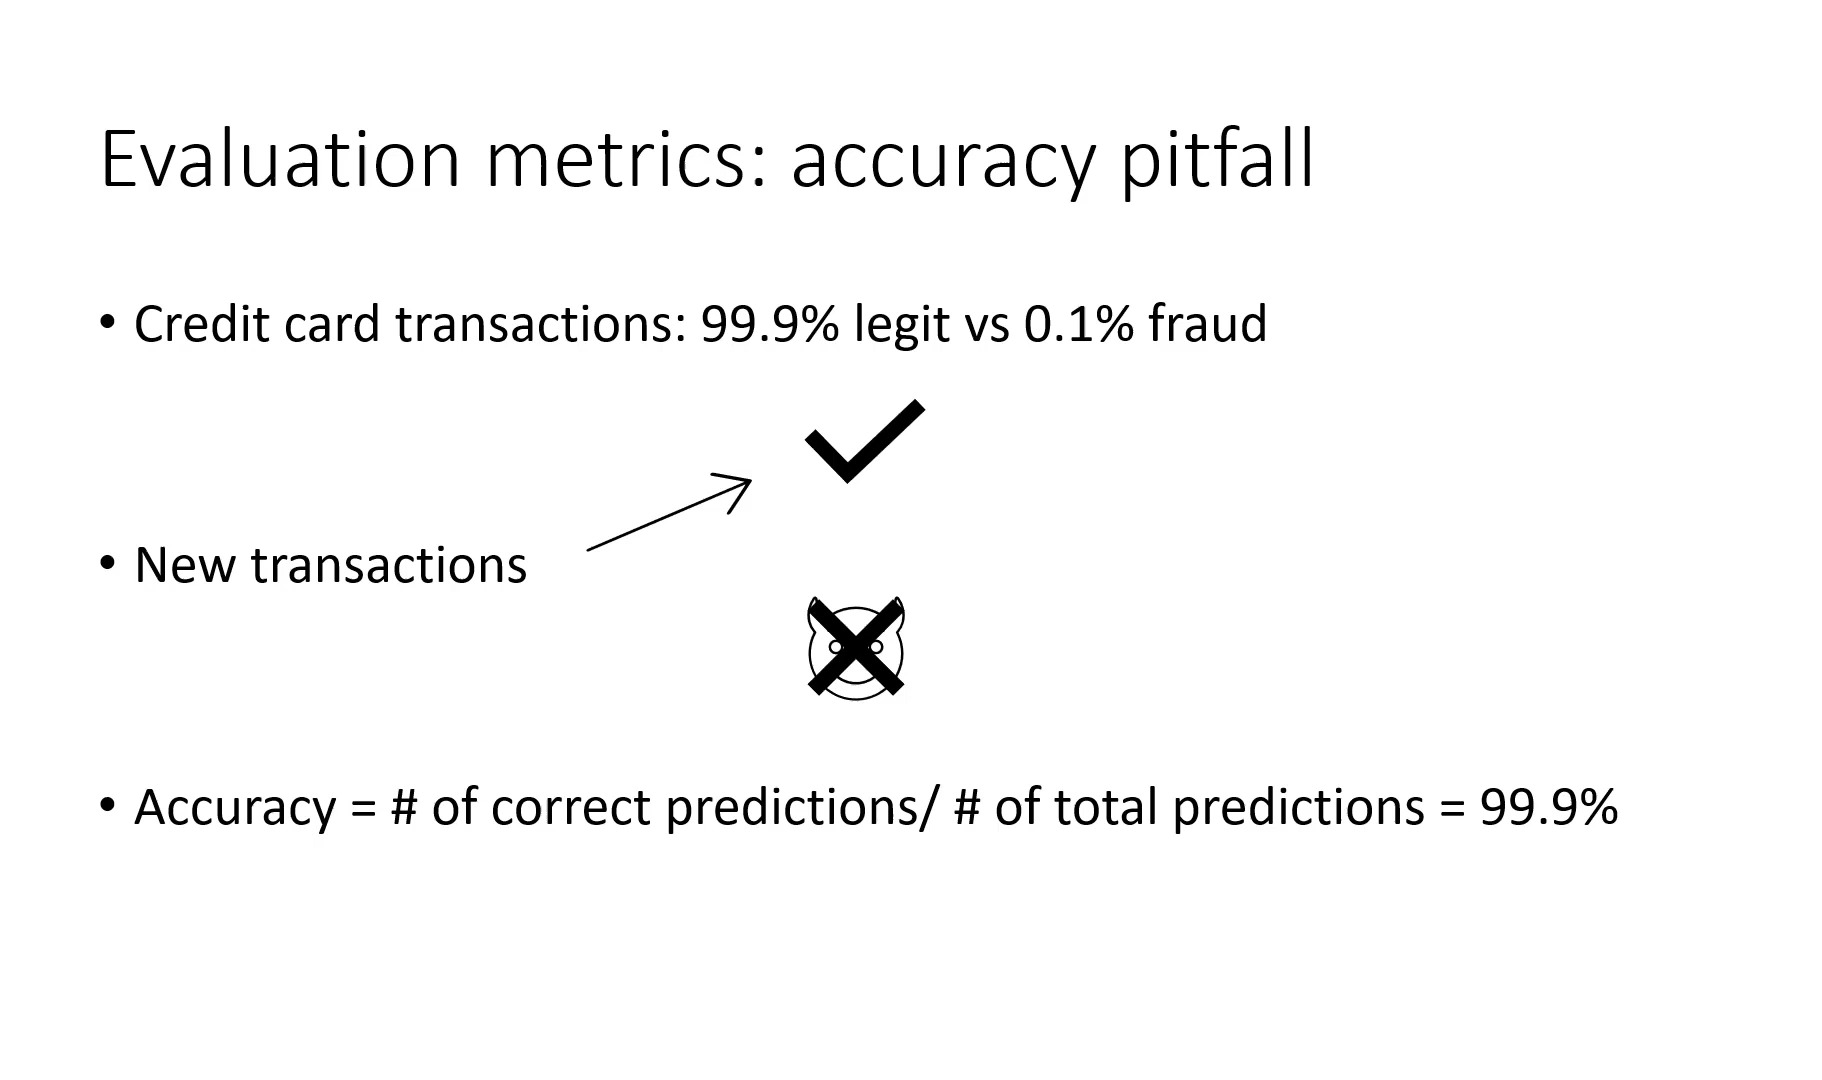 Evaluation metrics: accuracy pitfall
• Credit card transactions: 99.9% legit vs 0.1% fraud
• New transactions
• Accuracy = # of correct predictions/ # of total predictions = 99.9%